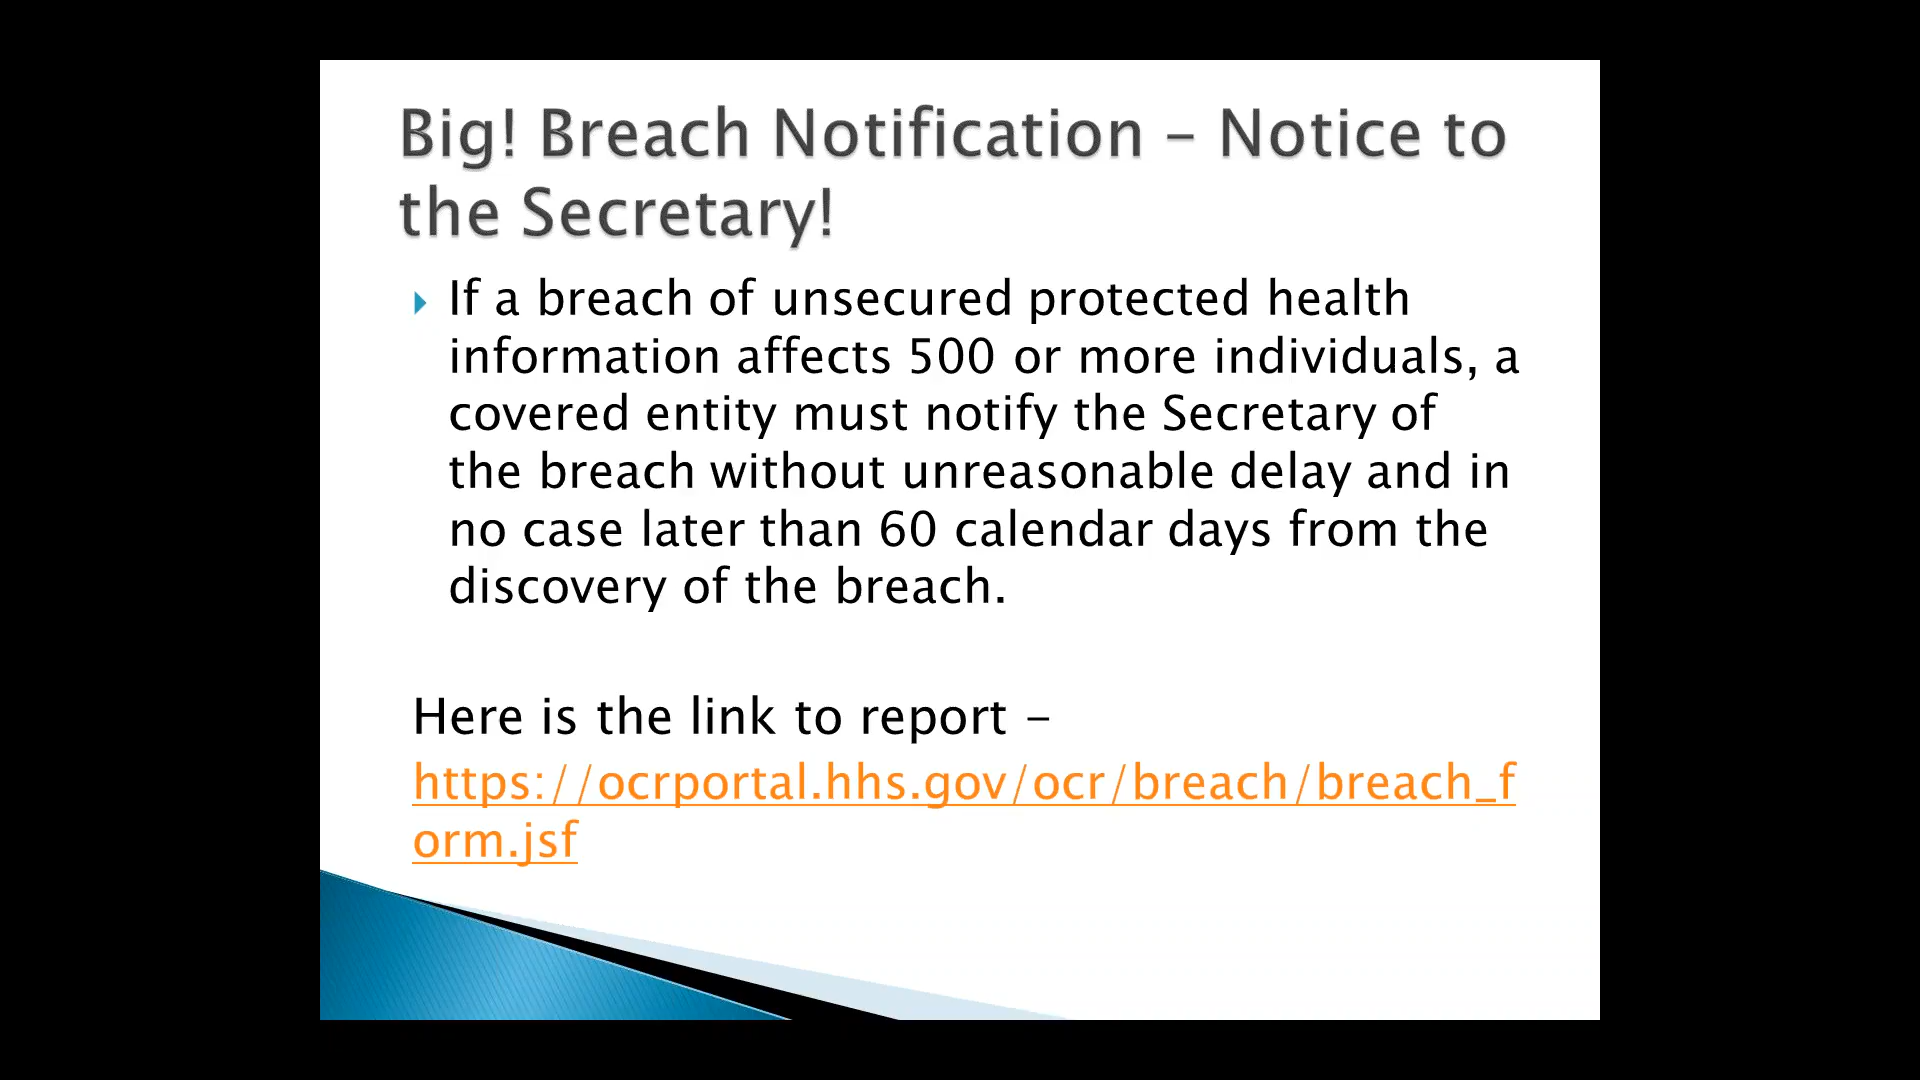 Big! Breach Notification - Notice to
the Secretary!
If a breach of unsecured protected health
information affects 500 or more individuals, a
covered entity must notify the Secretary of
the breach without unreasonable delay and in
no case later than 60 calendar days from the
discovery of the breach.
Here is the link to report -
https://ocrportal.hhs.gov/ocr/breach/breach_f
orm.jsf